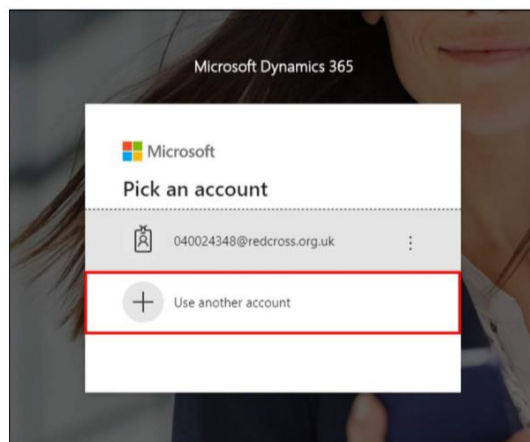 Microsoft Dynamics 365
Microsoft
Pick an account
040024348@redcross.org.uk
Use another account